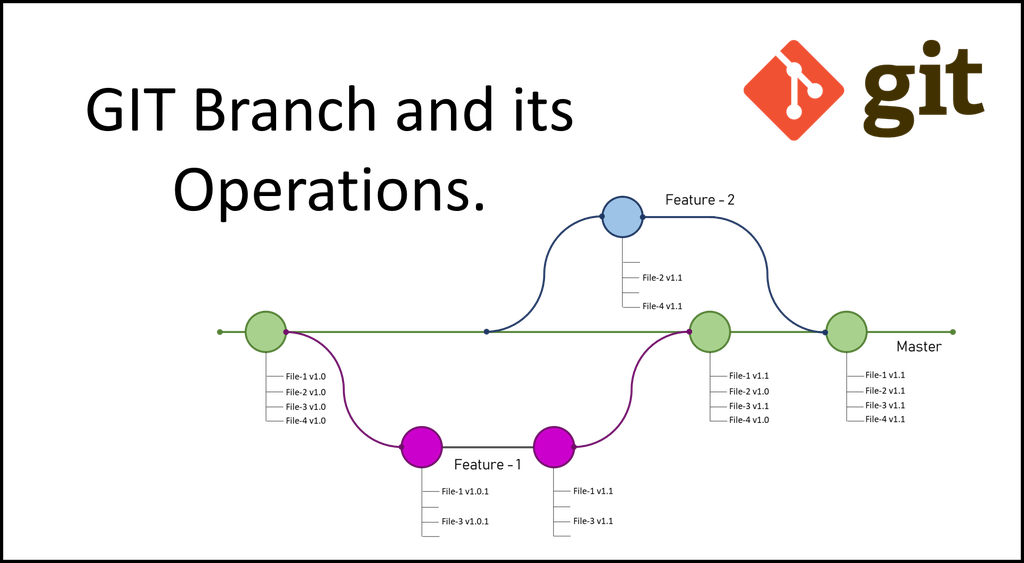 GIT Branch and its
Operations.
git
Feature - 2
File-2 v1.1
File-4 v1.1
Master
File-1 v1.0
File-2 v1.0
File-3 v1.0
File-4 v1.0
File-1 v1.1
File-2 v1.0
File-3 v1.1
File-4 v1.0
File-1 v1.1
File-2 v1.1
File-3 v1.1
File-4 v1.1
Feature - 1
File-1 v1.0.1
File-3 v1.0.1
File-1 v1.1
File-3 v1.1